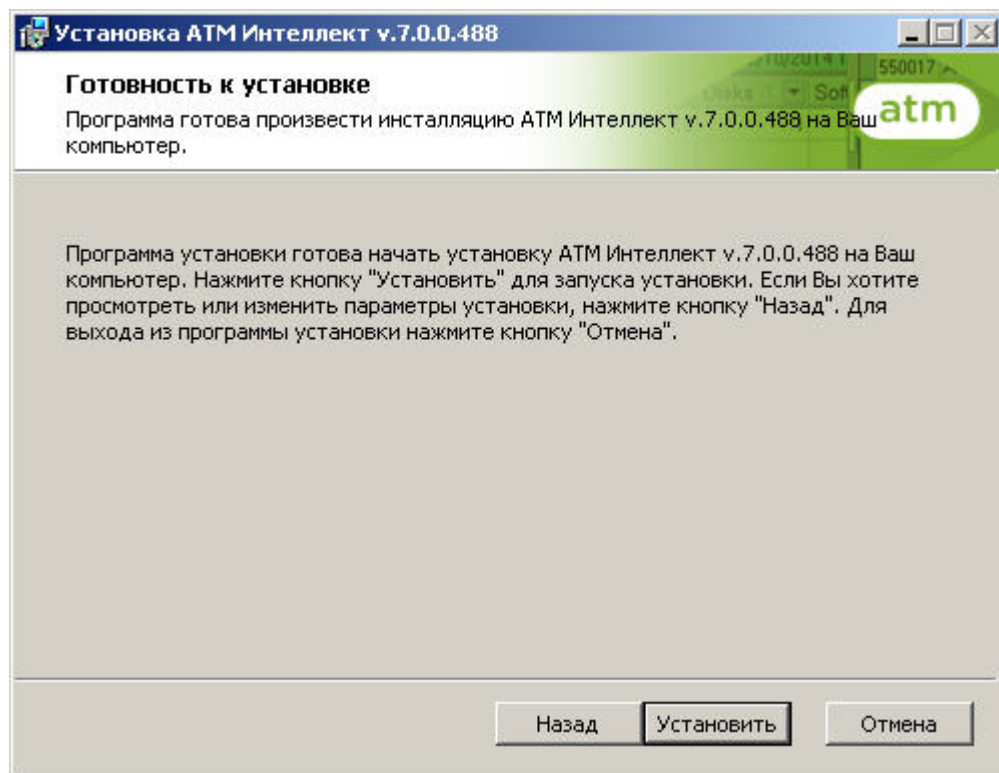 Установка АТМ Интеллект v.7.0.0.488
Готовность к установке
Программа готова произвести инсталляцию АТМ Интеллект v.7.0.0.488 на Ваш
компьютер.
550017
Disks
Sof
atm
Программа установки готова начать установку АТМ Интеллект v.7.0.0.488 на Ваш
компьютер. Нажмите кнопку "Установить" для запуска установки. Если Вы хотите
просмотреть или изменить параметры установки, нажмите кнопку "Назад". Для
выхода из программы установки нажмите кнопку "Отмена".
Назад
Установить
Отмена